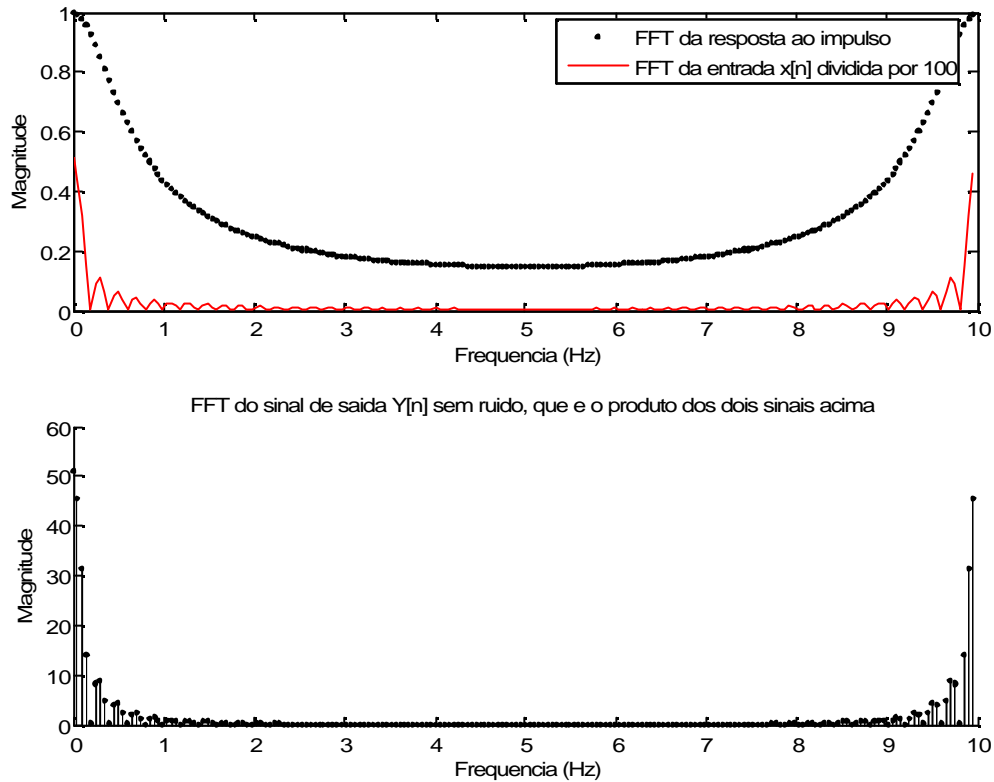 1
0.8
0.6
0.4
0.2
0
Magnitude
FFT da resposta ao impulso
FFT da entrada x[n] dividida por 100
0 1 2 3 4 5 6 7 8 9 10
Frequencia (Hz)
FFT do sinal de saida Y[n] sem ruido, que e o produto dos dois sinais acima
60
50
40
30
20
10
0
Magnitude
0 1 2 3 4 5 6 7 8 9 10
Frequencia (Hz)